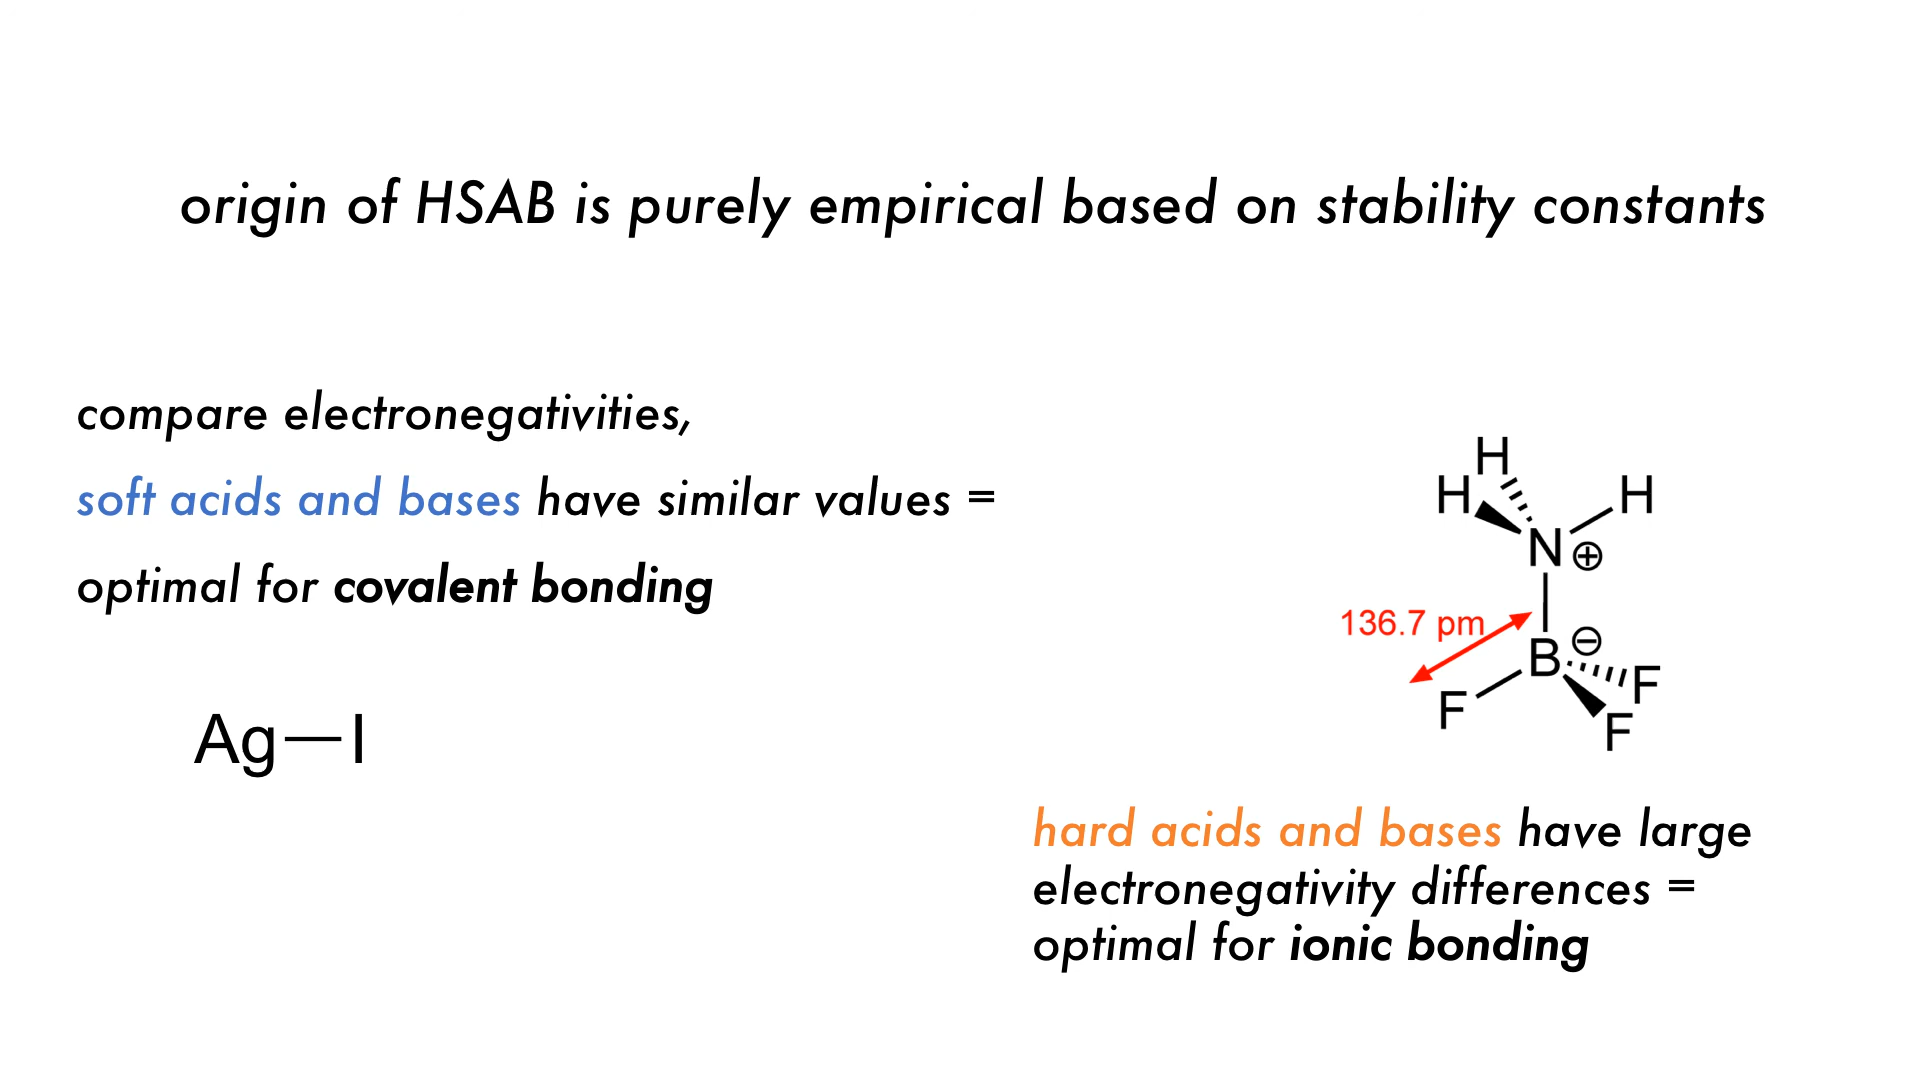 origin of HSAB is purely empirical based on stability constants
compare electronegativities,
soft acids and bases have similar values =
optimal for covalent bonding
Ag—I
H
H
H
N ⊕
136.7 pm
B ⊖
F
F
F
hard acids and bases have large
electronegativity differences =
optimal for ionic bonding